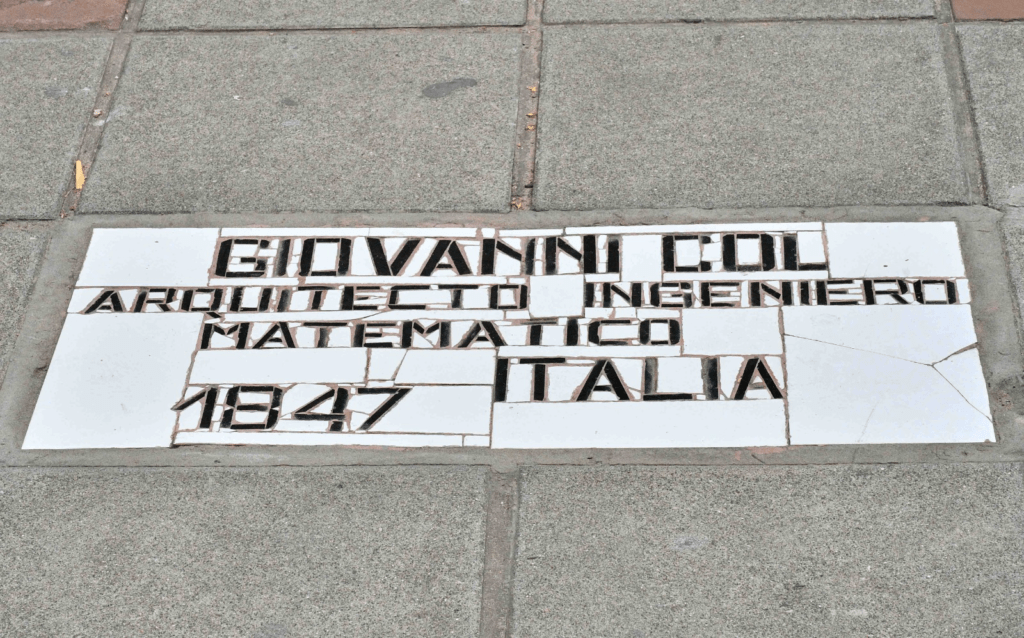 GIOVANNI COL
ARQUITECTO INGENIERO
MATEMATICO
ITALIA
1847